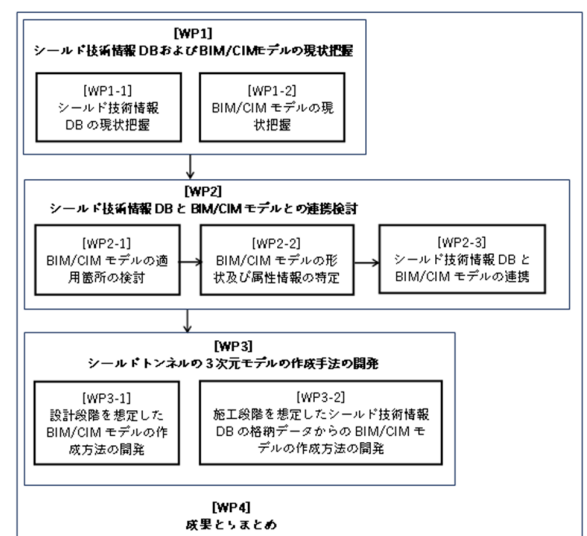 [WP1]
シールド技術情報DBおよびBIM/CIMモデルの現状把握
[WP1-1]
シールド技術情報
DBの現状把握
[WP1-2]
BIM/CIMモデルの現
状把握
[WP2]
シールド技術情報DBとBIM/CIMモデルとの連携検討
[WP2-1]
BIM/CIMモデルの適
用箇所の検討
[WP2-2]
BIM/CIMモデルの形
状及び属性情報の特定
[WP2-3]
シールド技術情報DBと
BIM/CIMモデルの連携
[WP3]
シールドトンネルの3次元モデルの作成手法の開発
[WP3-1]
設計段階を想定した
BIM/CIMモデルの作
成方法の開発
[WP3-2]
施工段階を想定したシールド技術情報
DBの格納データからのBIM/CIMモ
デルの作成方法の開発
[WP4]
成果とりまとめ